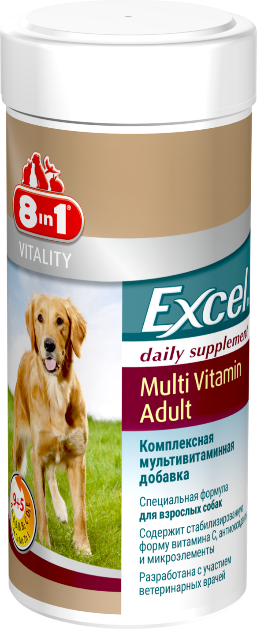 8in1®
VITALITY
Excel
daily supplement
Multi Vitamin
Adult
Комплексная
мультивитаминная
добавка
Специальная формула
для взрослых собак
Содержит стабилизированную
форму витамина С,
и микроэлементы
Разработана с участием
ветеринарных врачей